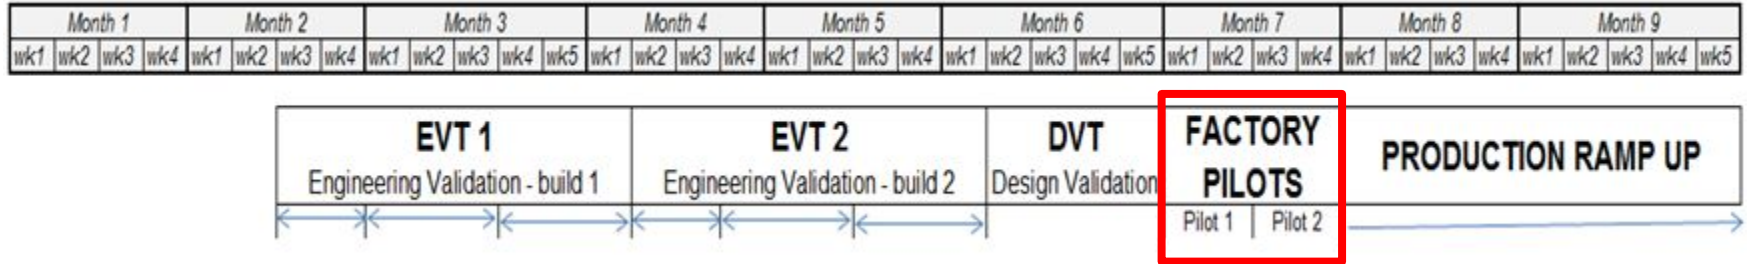 Month 1 Month 2 Month 3 Month 4 Month 5 Month 6 Month 7 Month 8 Month 9
wk1 wk2 wk3 wk4 wk1 wk2 wk3 wk4 wk1 wk2 wk3 wk4 wk5 wk1 wk2 wk3 wk4 wk1 wk2 wk3 wk4 wk1 wk2 wk3 wk4 wk5 wk1 wk2 wk3 wk4 wk1 wk2 wk3 wk4 wk1 wk2 wk3 wk4 wk5
EVT 1
Engineering Validation - build 1
EVT 2
Engineering Validation - build 2
DVT
Design Validation
FACTORY
PILOTS
Pilot 1 Pilot 2
PRODUCTION RAMP UP